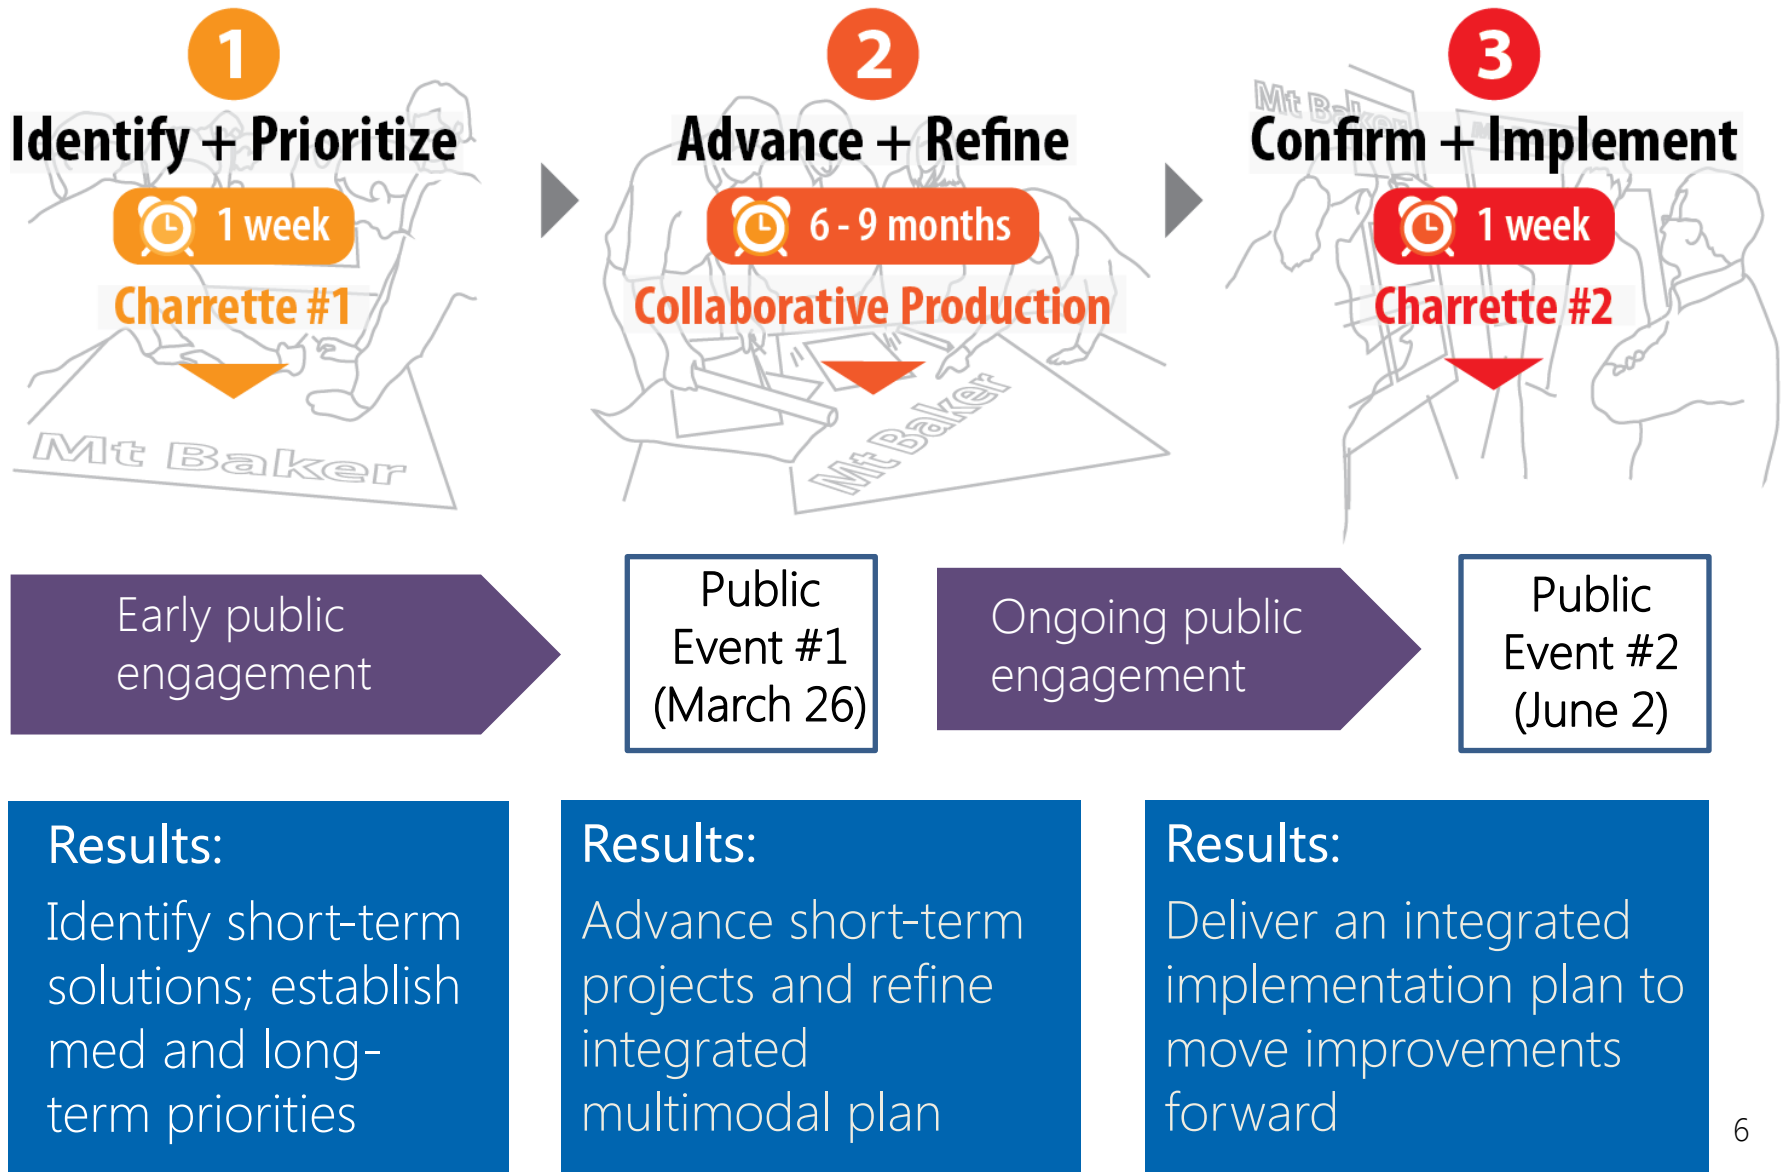 1
Identify + Prioritize
1 week
Charrette #1
Mt Baker
2
Advance + Refine
6 - 9 months
Collaborative Production
Mt Baker
3
Mt Baker
Confirm + Implement
1 week
Charrette #2
Early public
engagement
Public
Event #1
(March 26)
Ongoing public
engagement
Public
Event #2
(June 2)
Results:
Identify short-term
solutions; establish
med and long-
term priorities
Results:
Advance short-term
projects and refine
integrated
multimodal plan
Results:
Deliver an integrated
implementation plan to
move improvements
forward
6